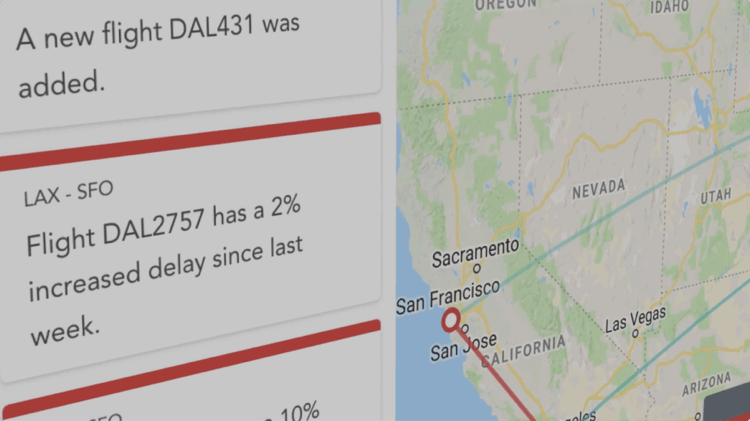 A new flight DAL431 was
added.
LAX - SFO
Flight DAL2757 has a 2%
increased delay since last
week.
10%
OREGON
IDAHO
NEVADA
UTAH
Sacramento
San Francisco
San Jose
CALIFORNIA
Las Vegas
ARIZONA